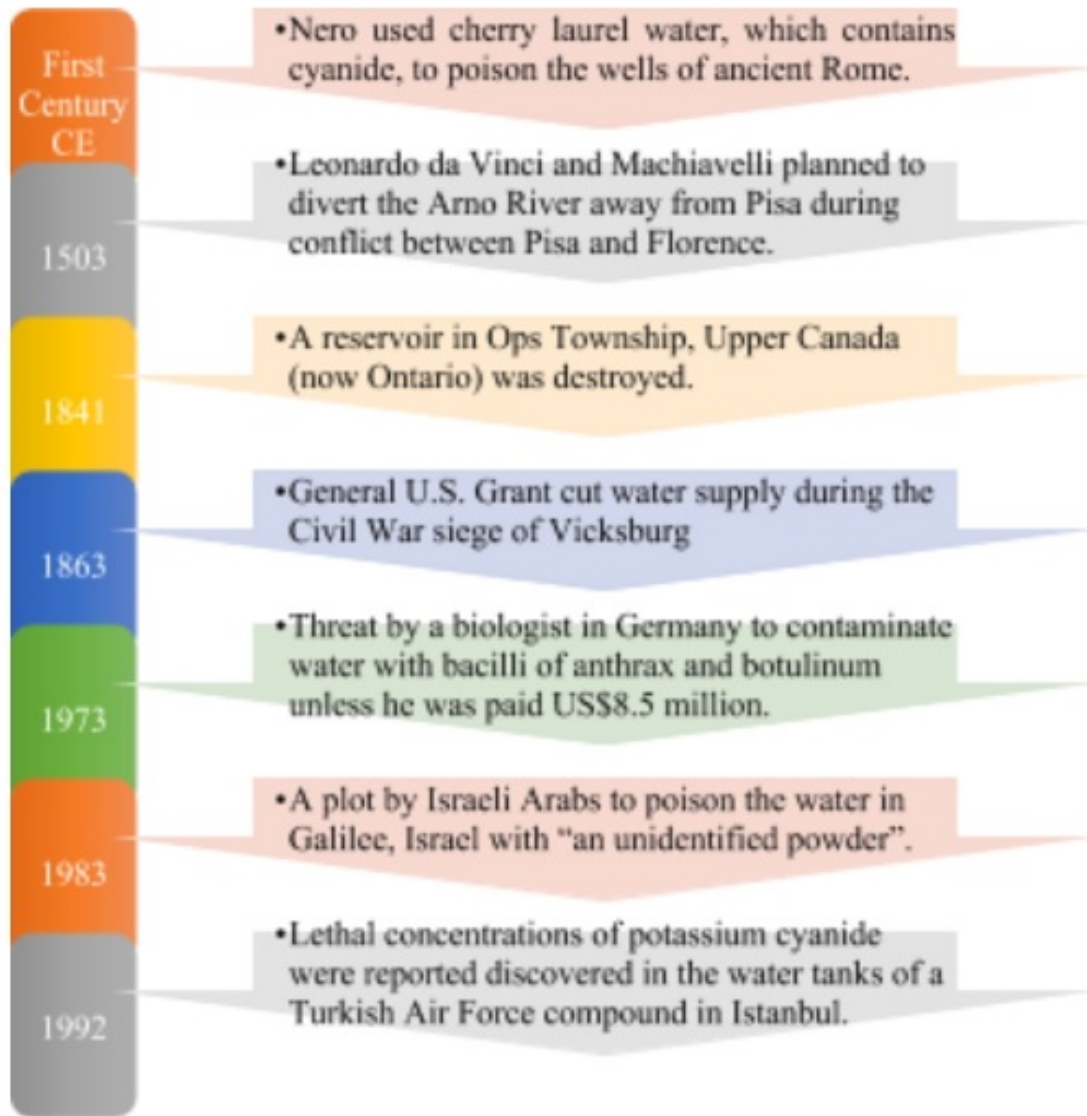 First
Century
CE
•Nero used cherry laurel water, which contains
cyanide, to poison the wells of ancient Rome.
1503
•Leonardo da Vinci and Machiavelli planned to
divert the Arno River away from Pisa during
conflict between Pisa and Florence.
1841
•A reservoir in Ops Township, Upper Canada
(now Ontario) was destroyed.
1863
•General U.S. Grant cut water supply during the
Civil War siege of Vicksburg
1973
•Threat by a biologist in Germany to contaminate
water with bacilli of anthrax and botulinum
unless he was paid US$8.5 million.
1983
•A plot by Israeli Arabs to poison the water in
Galilee, Israel with “an unidentified powder”.
1992
•Lethal concentrations of potassium cyanide
were reported discovered in the water tanks of a
Turkish Air Force compound in Istanbul.